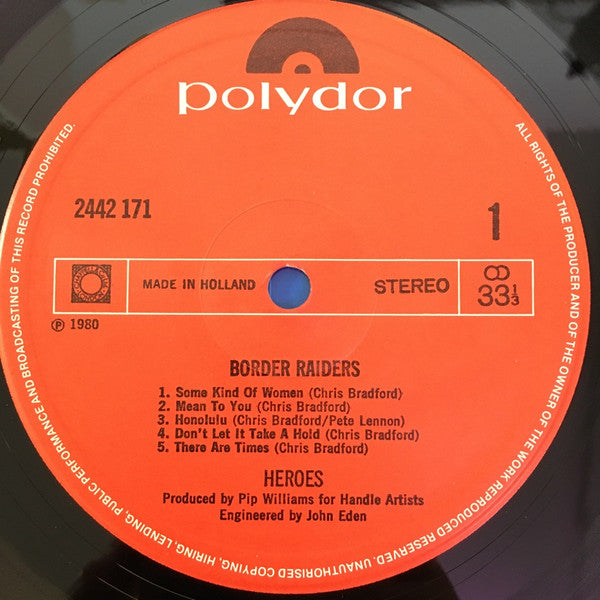 polydor
2442 171
1
MADE IN HOLLAND
STEREO
33⅓
℗ 1980
BORDER RAIDERS
1. Some Kind Of Women (Chris Bradford)
2. Mean To You (Chris Bradford)
3. Honolulu (Chris Bradford/Pete Lennon)
4. Don't Let It Take A Hold (Chris Bradford)
5. There Are Times (Chris Bradford)
HEROES
Produced by Pip Williams for Handle Artists
Engineered by John Eden
ALL RIGHTS OF THE PRODUCER AND OF THE OWNER OF THE WORK REPRODUCED RESERVED. UNAUTHORISED COPYING, HIRING, LENDING, PUBLIC PERFORMANCE AND BROADCASTING OF THIS RECORD PROHIBITED.